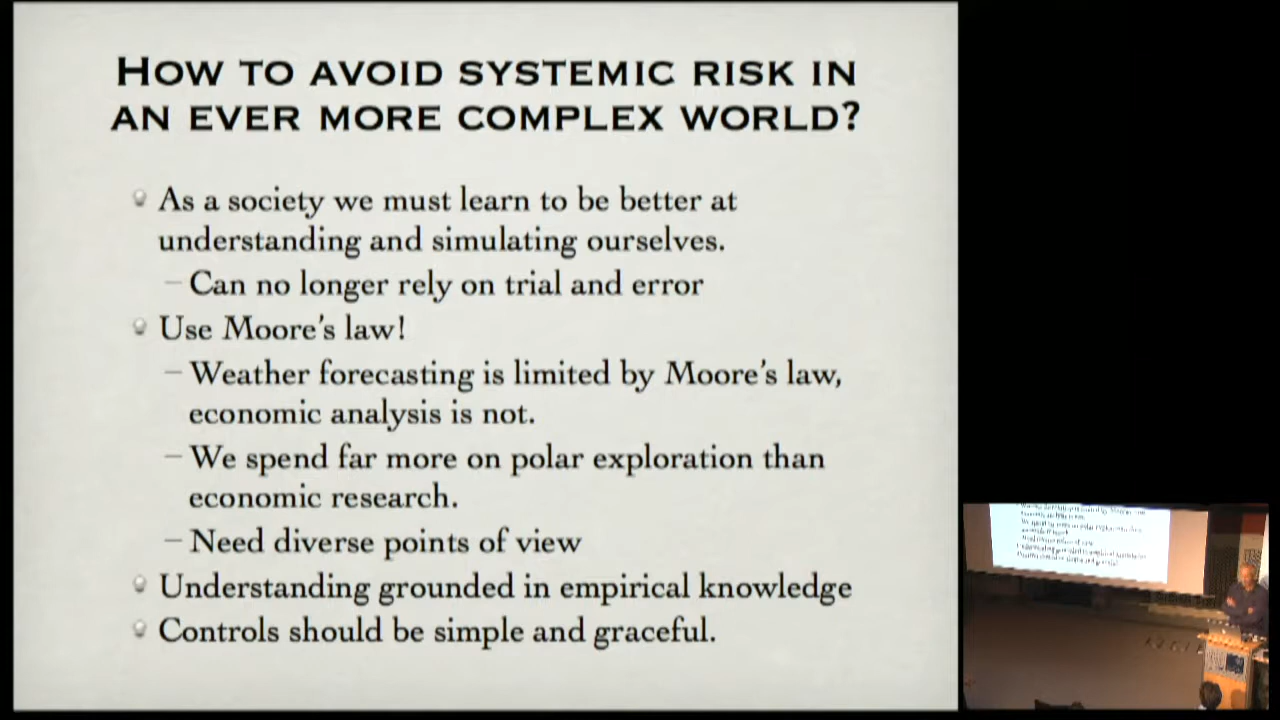 HOW TO AVOID SYSTEMIC RISK IN
AN EVER MORE COMPLEX WORLD?
As a society we must learn to be better at
understanding and simulating ourselves.
– Can no longer rely on trial and error
Use Moore's law!
– Weather forecasting is limited by Moore's law,
economic analysis is not.
– We spend far more on polar exploration than
economic research.
– Need diverse points of view
Understanding grounded in empirical knowledge
Controls should be simple and graceful.